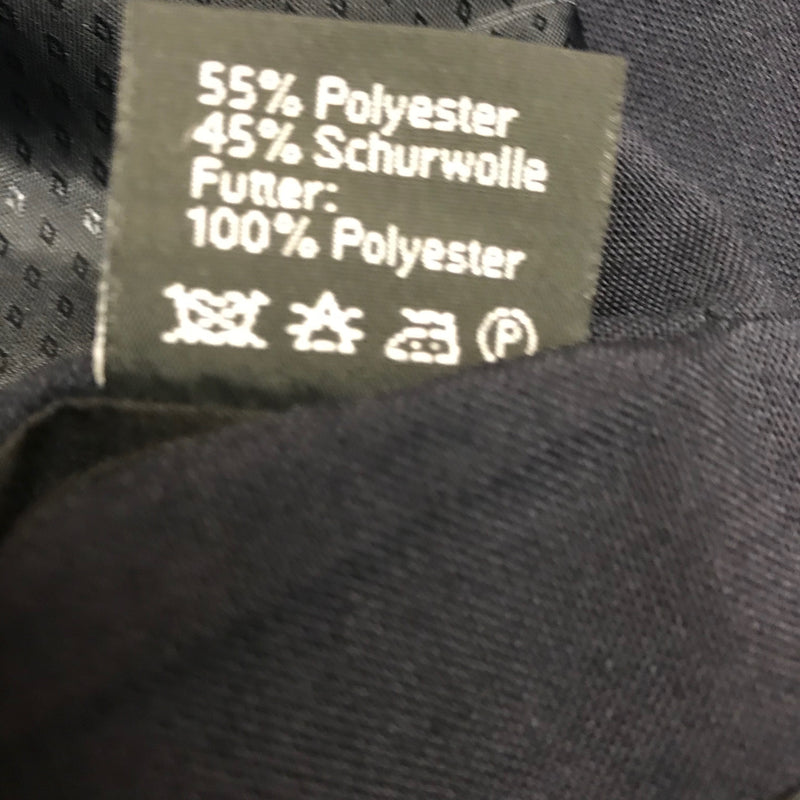 55% Polyester
45% Schurwolle
Futter:
100% Polyester
P